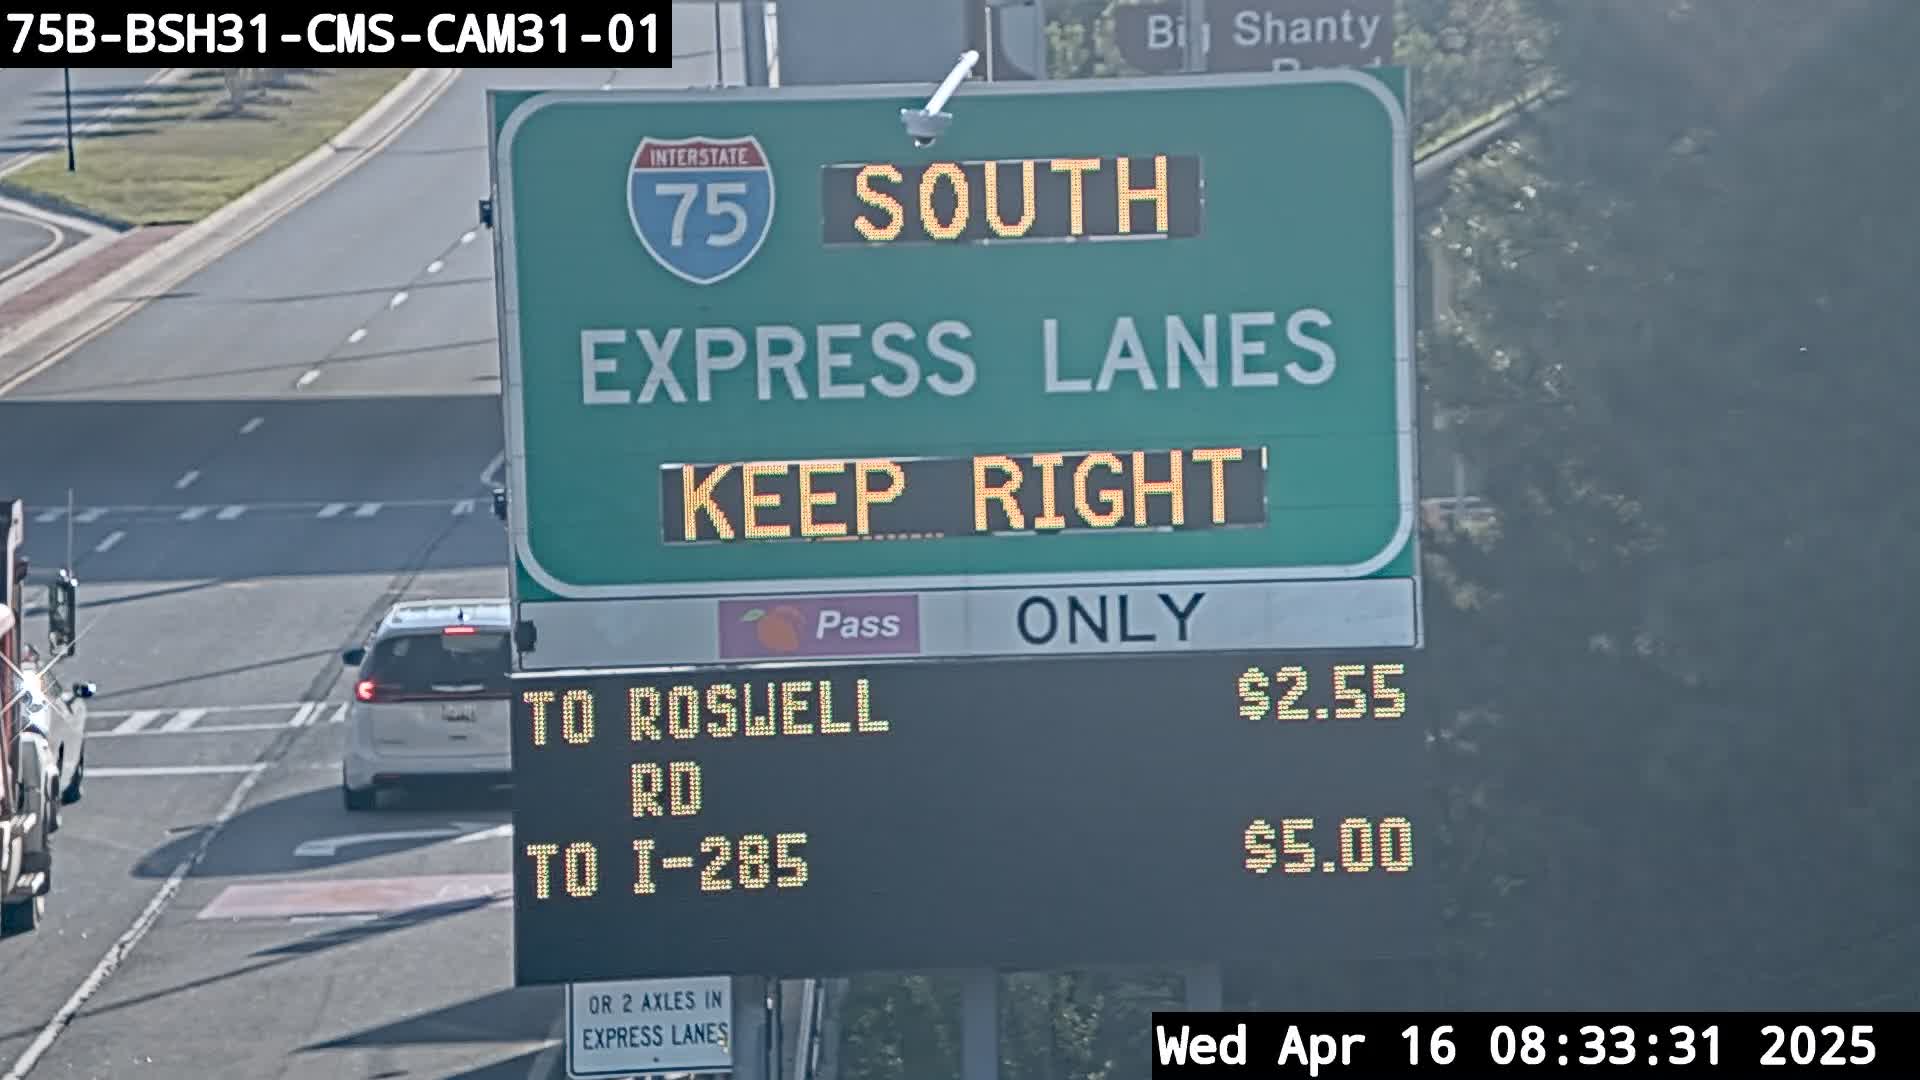 75B-BSH31-CMS-CAM31-01
Big Shanty
Road
INTERSTATE
75
SOUTH
EXPRESS LANES
KEEP RIGHT
Pass ONLY
TO ROSWELL $2.55
RD
TO I-285 $5.00
OR 2 AXLES IN
EXPRESS LANES
Wed Apr 16 08:33:31 2025